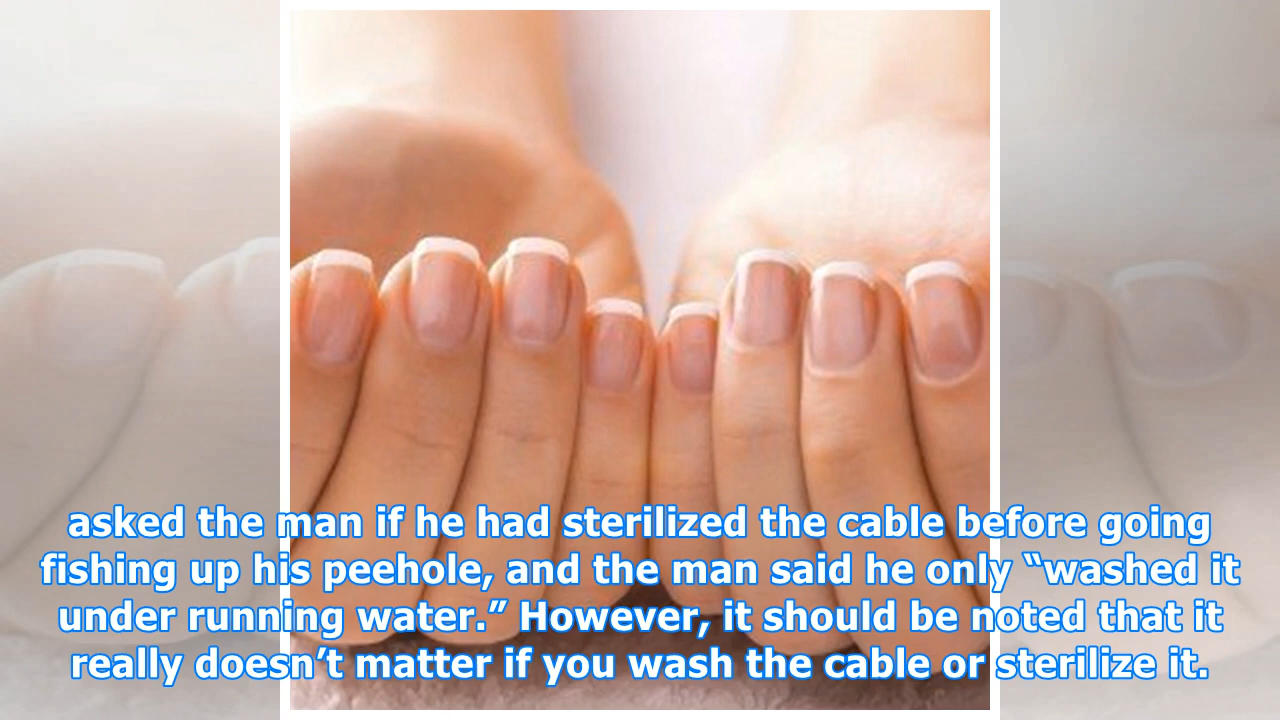 asked the man if he had sterilized the cable before going
fishing up his peehole, and the man said he only “washed it
under running water.” However, it should be noted that it
really doesn’t matter if you wash the cable or sterilize it.